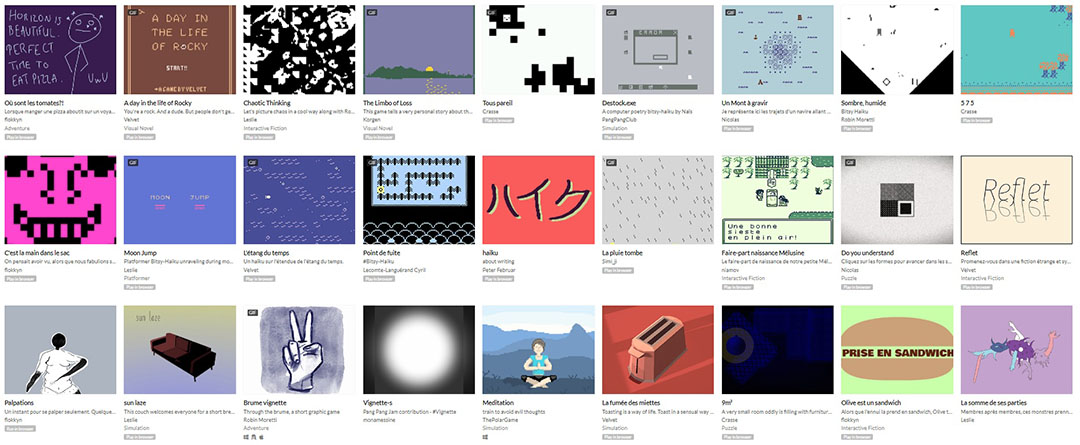 HORIZON IS
BEAUTIFUL.
PERFECT
TIME TO
EAT PIZZA.
UwU
GIF
A DAY IN
THE LIFE
OF ROCKY
START!!
GIF
GIF
GIF
ERROR
GIF
Où sont les tomates?!
Lorsque manger une pizza aboutit sur un voya...
flokkyn
Adventure
Play in browser
A day in the life of Rocky
You're a rock. And a dude. But people don't ge...
Velvet
Visual Novel
Play in browser
Chaotic Thinking
Let's picture chaos in a cool way along with Ro...
Leslie
Interactive Fiction
Play in browser
The Limbo of Loss
This game tells a very personal story about th...
Korgen
Visual Novel
Play in browser
Tous pareil
Crasse
Play in browser
Destock.exe
A computer poetry bitsy-haiku by Naïs
PangPangClub
Simulation
Play in browser
Un Mont à gravir
Nicolas
Play in browser
Sombre, humide
Bitsy Haiku
Robin Moretti
Play in browser
5 7 5
Crasse
Play in browser
GIF
MOON JUMP
GIF
GIF
ハイク
GIF
Une bonne
sieste
en plein air!
GIF
Reflet
C'est la main dans le sac
On pensait avoir vu, alors que nous fabulions s...
flokkyn
Play in browser
Moon Jump
Platformer Bitsy-Haiku unraveling during mo...
Leslie
Platformer
Play in browser
L'étang du temps
Un haiku sur l'étendue de l'étang du temps.
Velvet
Play in browser
Point de fuite
#Bitsy-Haiku
Lacomte-Languérand Cyril
Play in browser
haiku
about writing
Peter Februar
Play in browser
La pluie tombe
Simi_ji
Play in browser
Faire-part naissance Mélusine
Le faire-part de naissance de notre petite Mél...
niamov
Interactive Fiction
Play in browser
Do you understand
Cliquez sur les formes pour avancer dans les s...
Nicolas
Puzzle
Play in browser
Reflet
Promenez-vous dans une fiction étrange et sy...
Velvet
Interactive Fiction
Play in browser
sun laze
GIF
PRISE EN SANDWICH
Palpations
Un instant pour se palper seulement. Quelque...
flokkyn
Play in browser
sun laze
This couch welcomes everyone for a short bre...
Leslie
Simulation
Play in browser
Brume vignette
Through the brume, a short graphic game
Robin Moretti
Simulation
Vignette-s
Pang Pang Jam contribution - #Vignette
monamessine
Play in browser
Meditation
train to avoid evil thoughts
ThePolarGame
Simulation
La fumée des miettes
Toasting is a way of life. Toast in a sensual way ...
Velvet
Simulation
Play in browser
9m²
A very small room oddly is filling with furnitur...
Crasse
Puzzle
Play in browser
Olive est un sandwich
Alors que l'ennui la prend en sandwich, Olive t...
flokkyn
Interactive Fiction
Play in browser
La somme de ses parties
Membres après membres, ces monstres prenn...
Leslie
Play in browser